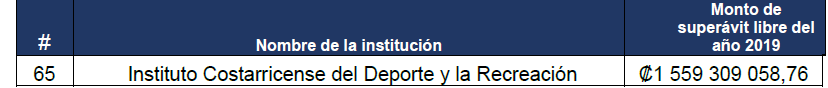 #
Nombre de la institución
Monto de
superávit libre del
año 2019
65 Instituto Costarricense del Deporte y la Recreación ₡1 559 309 058,76